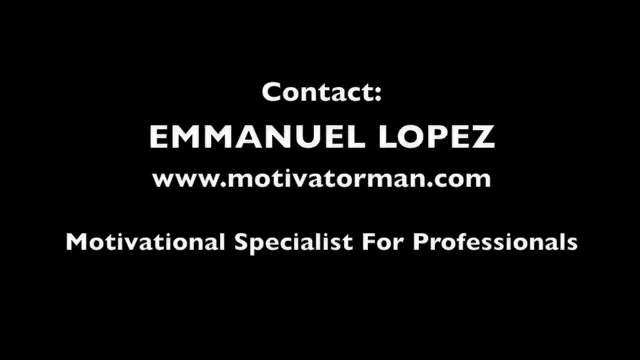 Contact:
EMMANUEL LOPEZ
www.motivatorman.com
Motivational Specialist For Professionals